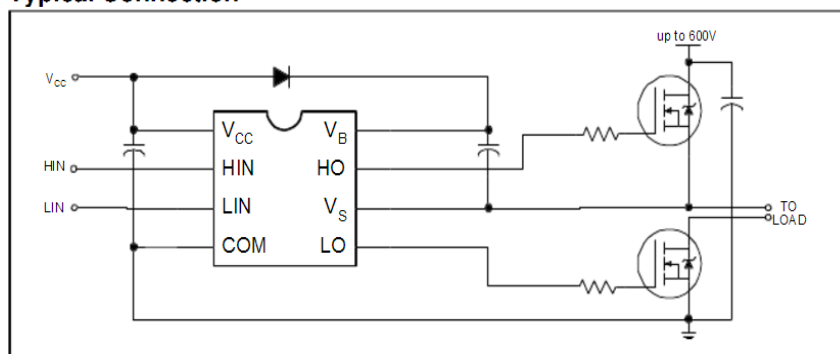 Typical Connection
up to 600V
VCC
VCC
VB
HIN
HIN
HO
LIN
LIN
VS
TO
LOAD
COM
LO